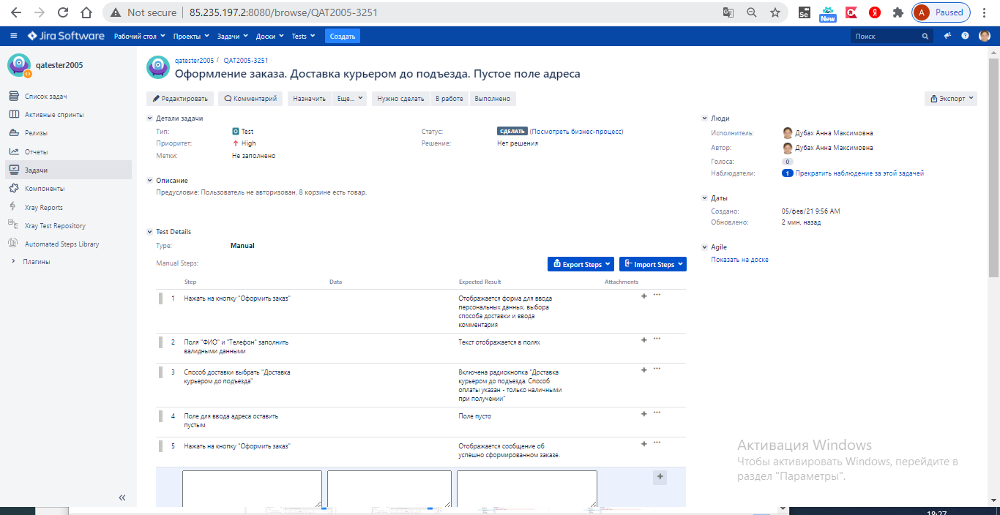 Not secure
85.235.197.2:8080/browse/QAT2005-3251
Se
New
Я
A
Paused
Jira Software
Рабочий стол
Проекты
Задачи
Доски
Tests
Создать
Поиск
qatester2005
Список задач
Активные спринты
Релизы
Отчеты
Задачи
Компоненты
Xray Reports
Xray Test Repository
Automated Steps Library
Плагины
qatester2005 / QAT2005-3251
Оформление заказа. Доставка курьером до подъезда. Пустое поле адреса
Редактировать
Комментарий
Назначить
Еще...
Нужно сделать
В работе
Выполнено
Экспорт
Детали задачи
Тип: Test
Приоритет: High
Метки: Не заполнено
Статус: СДЕЛАТЬ (Посмотреть бизнес-процесс)
Решение: Нет решения
Описание
Предусловие: Пользователь не авторизован. В корзине есть товар.
Test Details
Type: Manual
Manual Steps:
Export Steps
Import Steps
Step Data Expected Result Attachments
1 Нажать на кнопку "Оформить заказ"
Отображается форма для ввода
персональных данных, выбора
способа доставки и ввода
комментария
2 Поля "ФИО" и "Телефон" заполнить
валидными данными
Текст отображается в полях
3 Способ доставки выбрать "Доставка
курьером до подъезда"
Включена радиокнопка "Доставка
курьером до подъезда. Способ
оплаты указан - только наличными
при получении"
4 Поле для ввода адреса оставить
пустым
Поле пусто
5 Нажать на кнопку "Оформить заказ"
Отображается сообщение об
успешно сформированном заказе.
Люди
Исполнитель: Дубах Анна Максимовна
Автор: Дубах Анна Максимовна
Голоса: 0
Наблюдатели: 1 Прекратить наблюдение за этой задачей
Даты
Создано: 05/фев/21 9:56 AM
Обновлено: 2 мин. назад
Agile
Показать на доске
Активация Windows
Чтобы активировать Windows, перейдите в
раздел "Параметры".
18:27